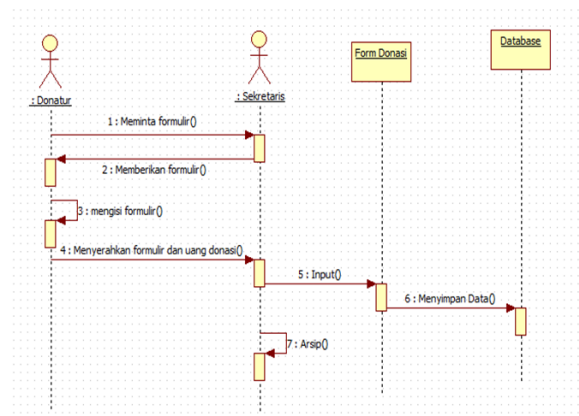 : Donatur
: Sekretaris
Form Donasi
Database
1 : Meminta formulir()
2 : Memberikan formulir()
3 : mengisi formulir()
4 : Menyerahkan formulir dan uang donasi()
5 : Input()
6 : Menyimpan Data()
7 : Arsip()